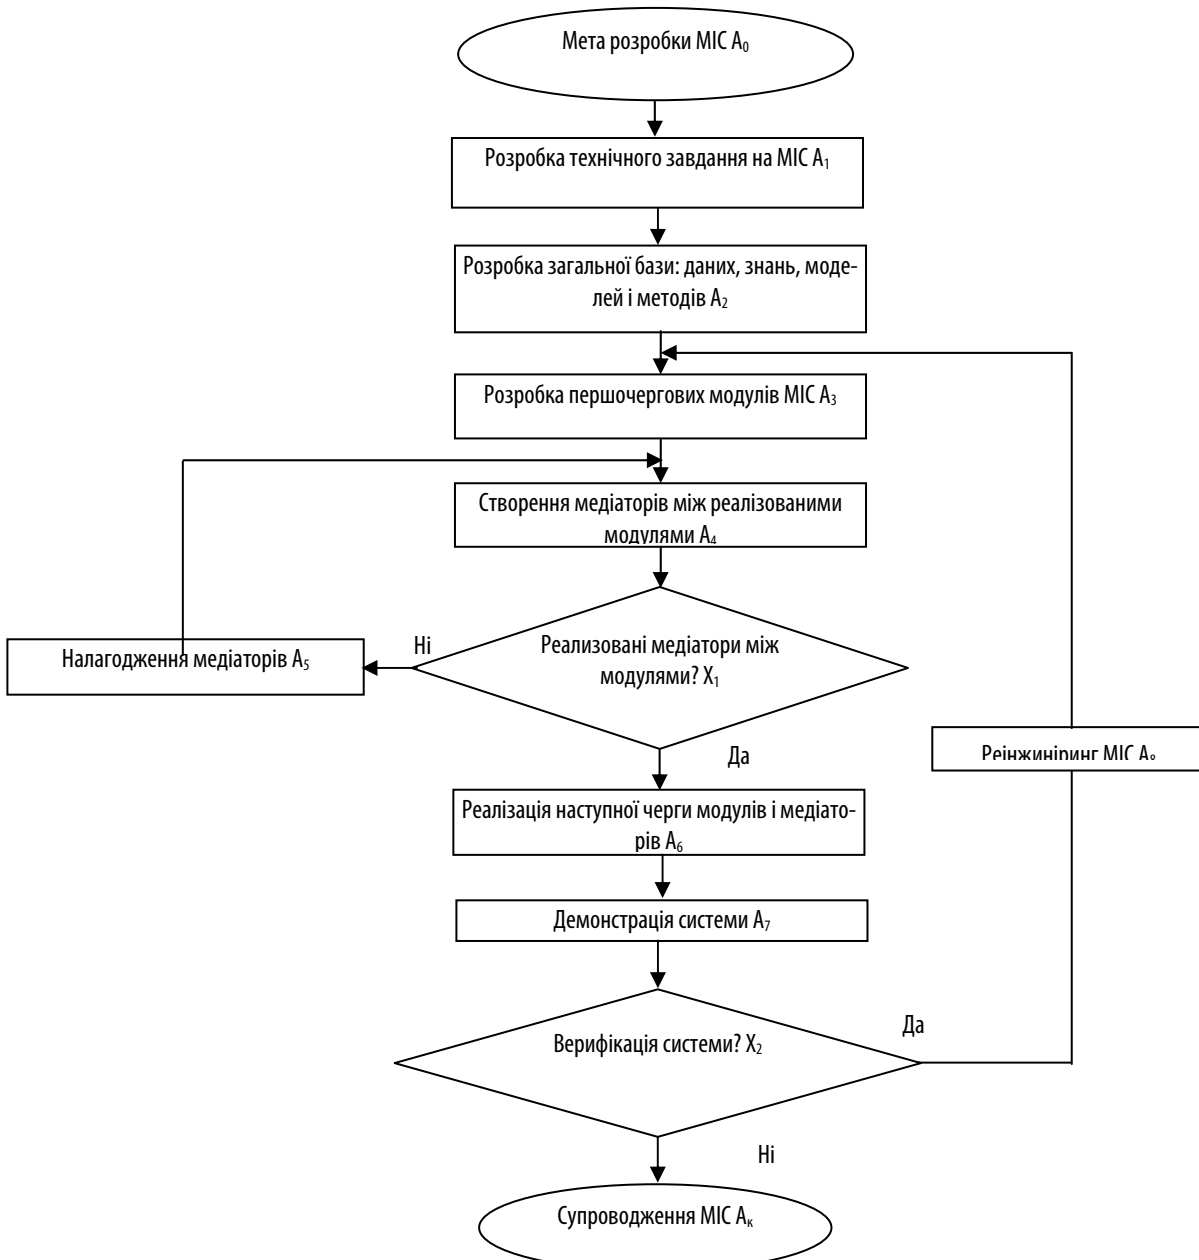 Мета розробки МІС A₀
Розробка технічного завдання на МІС A₁
Розробка загальної бази: даних, знань, моде-
лей і методів A₂
Розробка першочергових модулів МІС A₃
Створення медіаторів між реалізованими
модулями A₄
Реализовані медіатори між
модулями? X₁
Ні
Налагодження медіаторів A₅
Да
Реінжиніринг МІС A₈
Реалізація наступної черги модулів і медіато-
рів A₆
Демонстрація системи A₇
Верифікація системи? X₂
Да
Ні
Супроводження МІС Aₖ